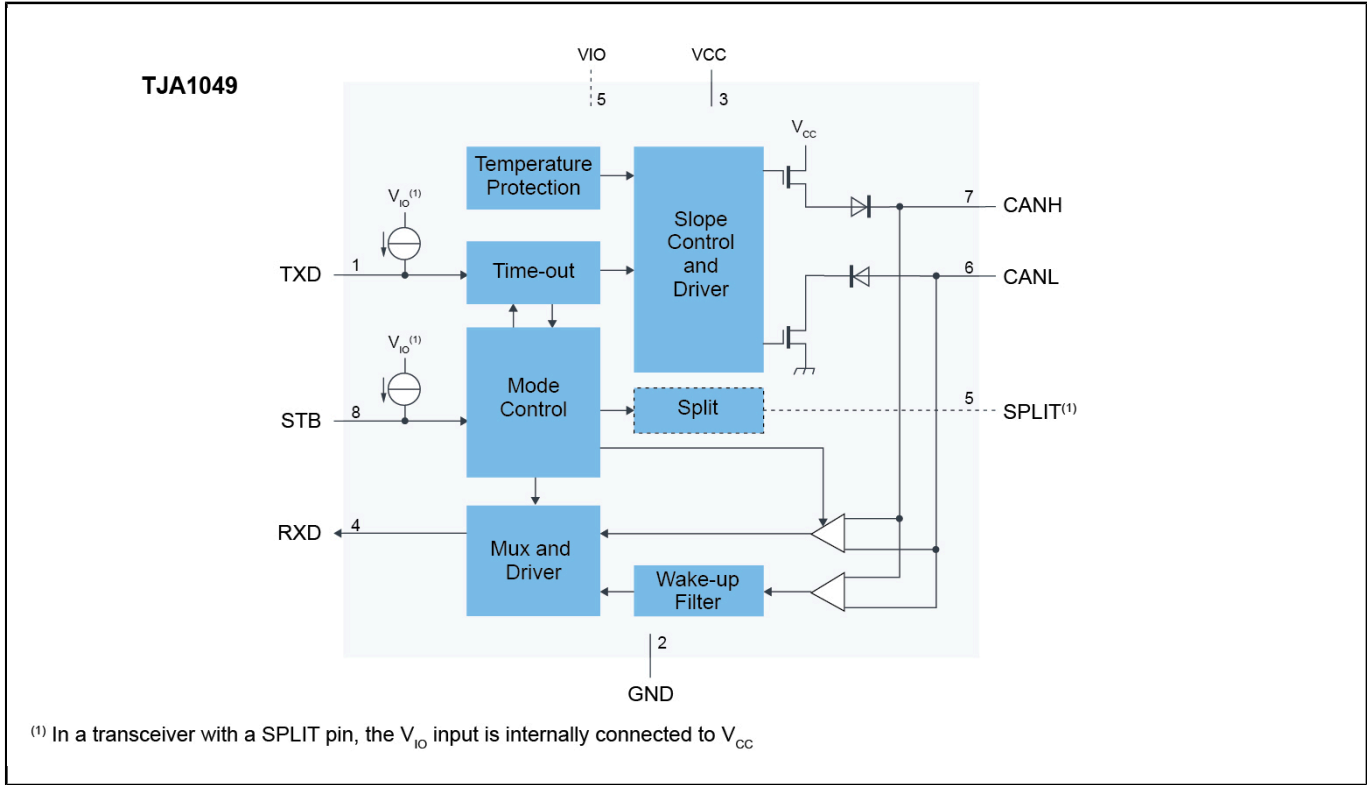 TJA1049
VIO
VCC
5
3
VCC
Temperature
Protection
Slope
Control
and
Driver
7
CANH
VIO(1)
TXD
1
Time-out
6
CANL
VIO(1)
STB
8
Mode
Control
Split
5
SPLIT(1)
RXD
4
Mux and
Driver
Wake-up
Filter
2
GND
(1) In a transceiver with a SPLIT pin, the VIO input is internally connected to VCC